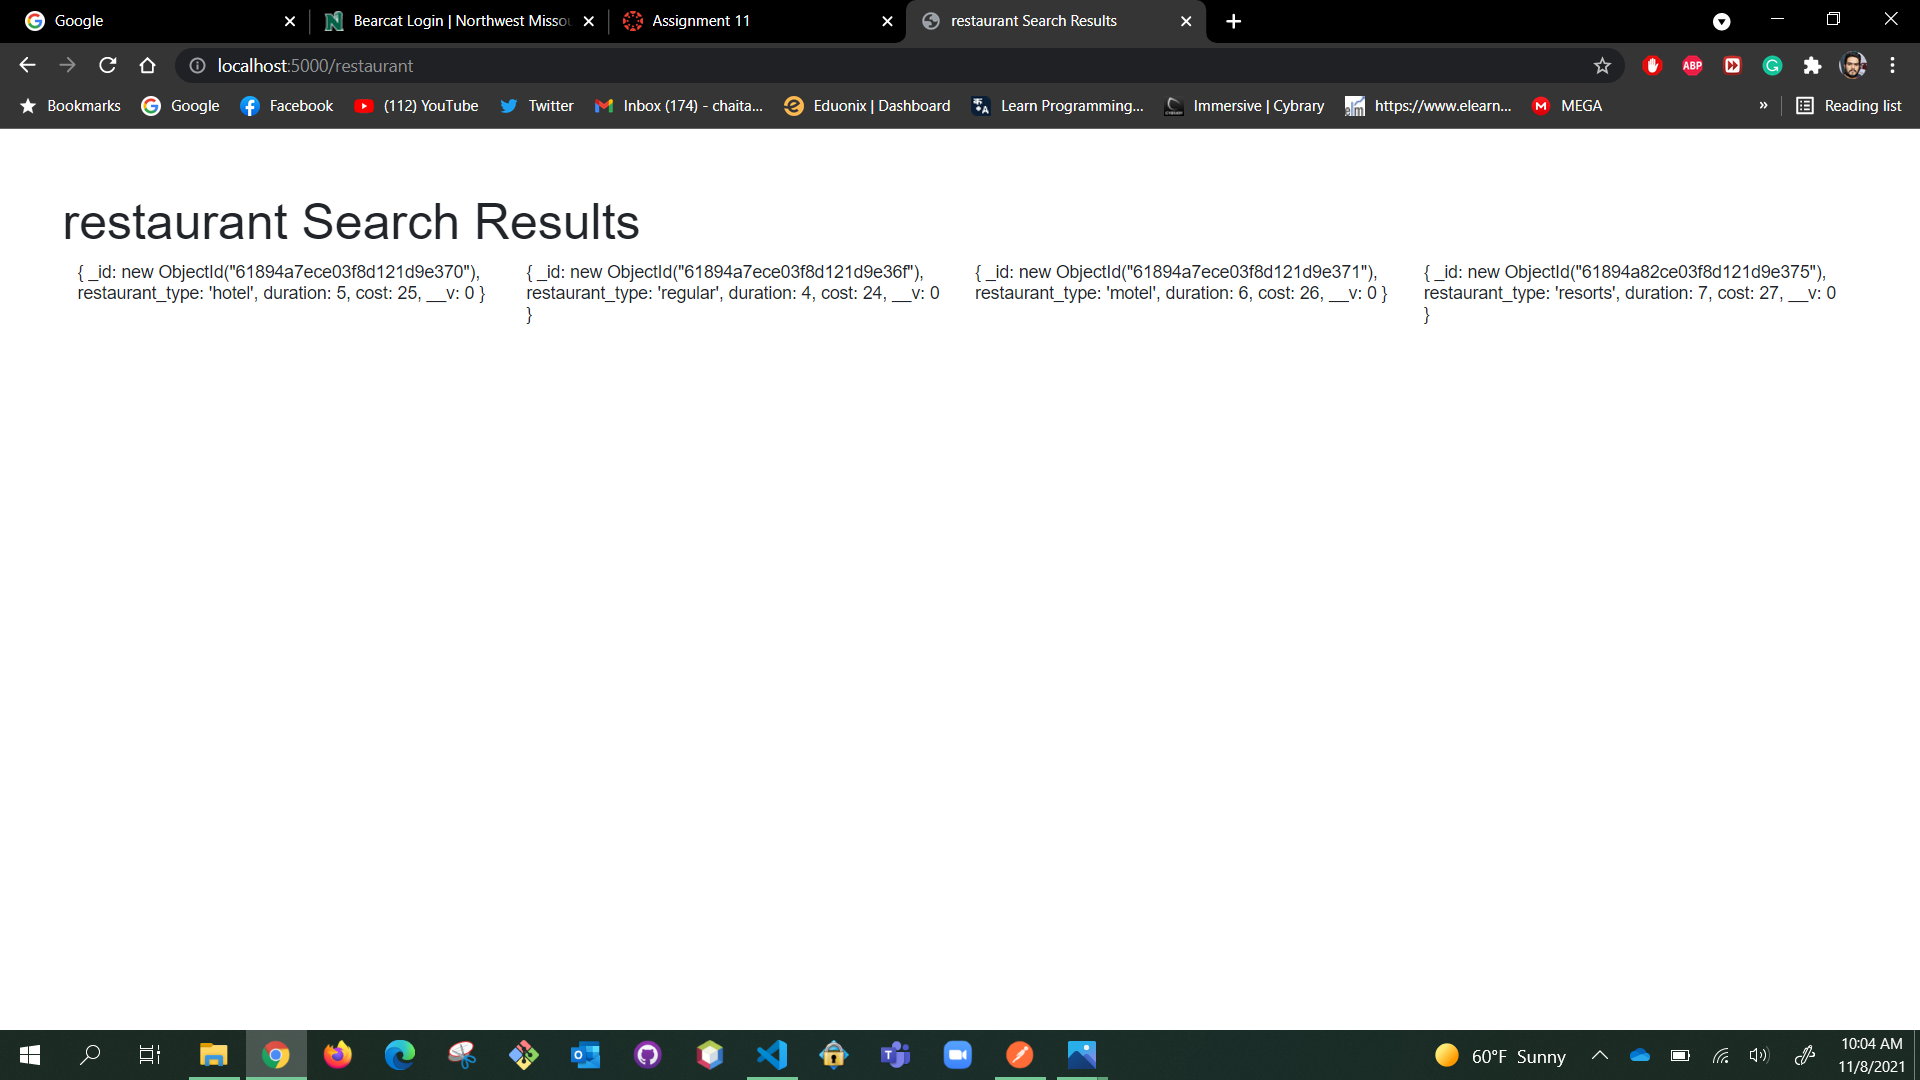 Google
Bearcat Login | Northwest Misso
Assignment 11
restaurant Search Results
localhost:5000/restaurant
ABP
Bookmarks
Google
Facebook
(112) YouTube
Twitter
Inbox (174) - chaita...
Eduonix | Dashboard
Learn Programming...
Immersive | Cybrary
https://www.elearn...
MEGA
»
Reading list
restaurant Search Results
{ _id: new ObjectId("61894a7ece03f8d121d9e370"),
restaurant_type: 'hotel', duration: 5, cost: 25, __v: 0 }
{ _id: new ObjectId("61894a7ece03f8d121d9e36f"),
restaurant_type: 'regular', duration: 4, cost: 24, __v: 0
}
{ _id: new ObjectId("61894a7ece03f8d121d9e371"),
restaurant_type: 'motel', duration: 6, cost: 26, __v: 0 }
{ _id: new ObjectId("61894a82ce03f8d121d9e375"),
restaurant_type: 'resorts', duration: 7, cost: 27, __v: 0
}
60°F Sunny
10:04 AM
11/8/2021